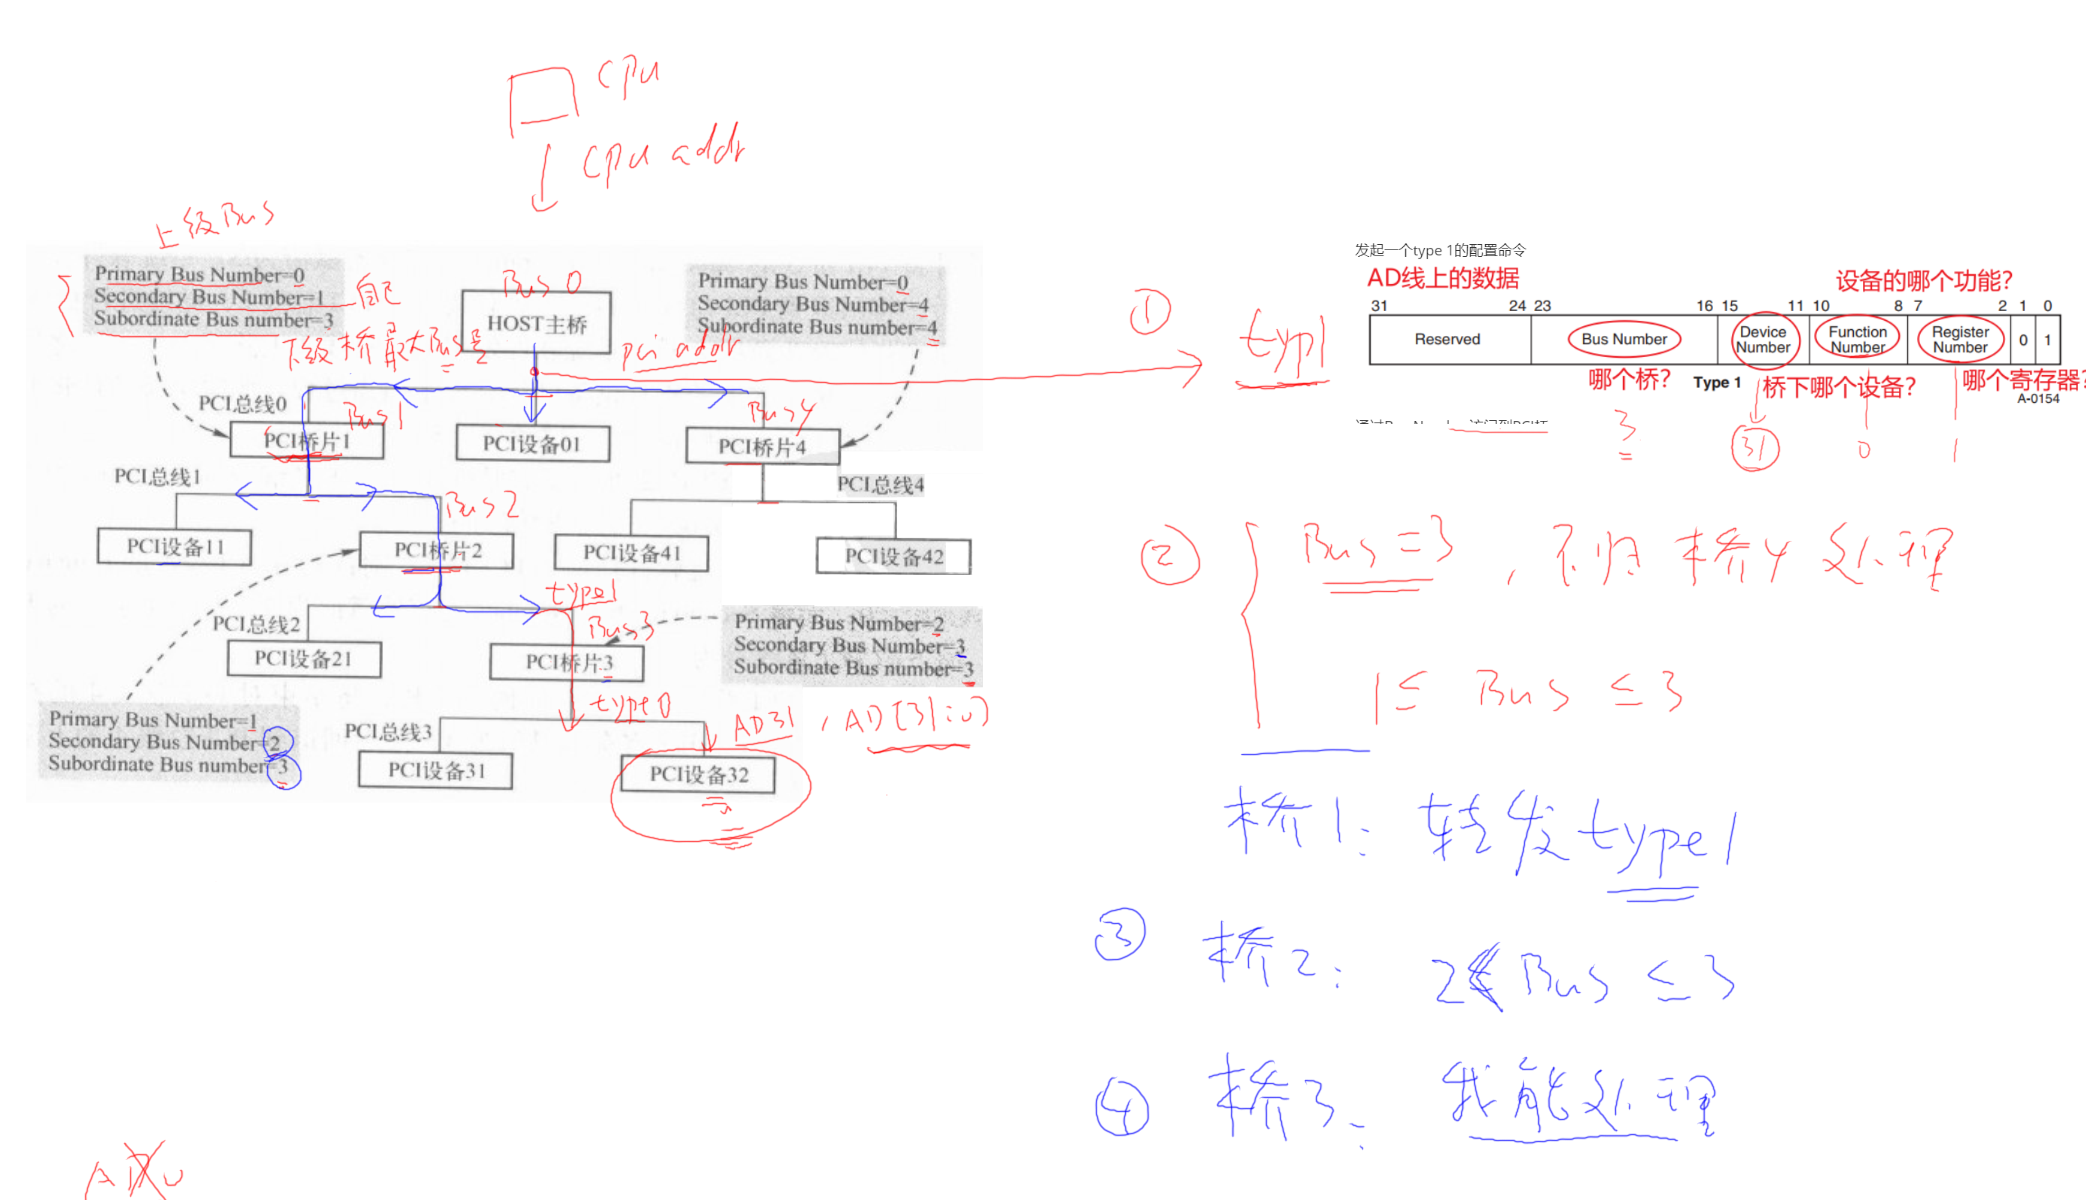 CPU
CPU addr
上级Bus
Primary Bus Number=0
Secondary Bus Number=1
Subordinate Bus number=3
自己
下级桥最大Bus号
Bus 0
HOST主桥
pci addr
Primary Bus Number=0
Secondary Bus Number=4
Subordinate Bus number=4
PCI总线0
Bus1
Bus4
PCI桥片1
PCI设备01
PCI桥片4
PCI总线1
Bus2
PCI总线4
PCI设备11
PCI桥片2
PCI设备41
PCI设备42
type1
Bus3
PCI总线2
PCI设备21
PCI桥片3
Primary Bus Number=2
Secondary Bus Number=3
Subordinate Bus number=3
type0
AD31 , AD[31:0]
Primary Bus Number=1
Secondary Bus Number=2
Subordinate Bus number=3
PCI总线3
PCI设备31
PCI设备32
①
typ1
发起一个type 1的配置命令
AD线上的数据
设备的哪个功能?
31 24 23 16 15 11 10 8 7 2 1 0
Reserved
Bus Number
Device Number
Function Number
Register Number
0 1
哪个桥?
Type 1
桥下哪个设备?
哪个寄存器?
A-0154
3
31
0
1
② Bus=3 , 不归桥4处理
1≤ Bus ≤3
桥1: 转发type1
③ 桥2: 2≤Bus≤3
④ 桥3: 我能处理